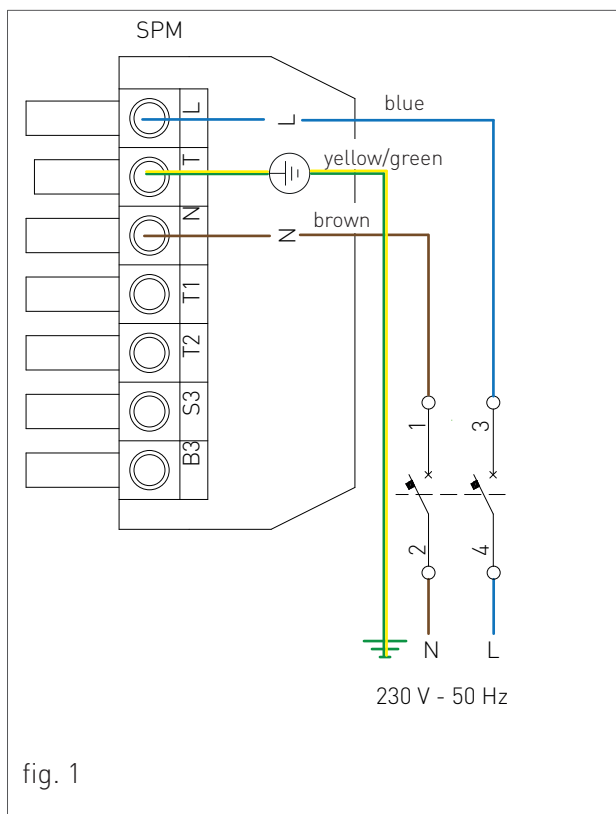 SPM
L
L
blue
T
yellow/green
N
N
brown
T1
T2
S3
B3
1
3
2
4
N
L
230 V - 50 Hz
fig. 1